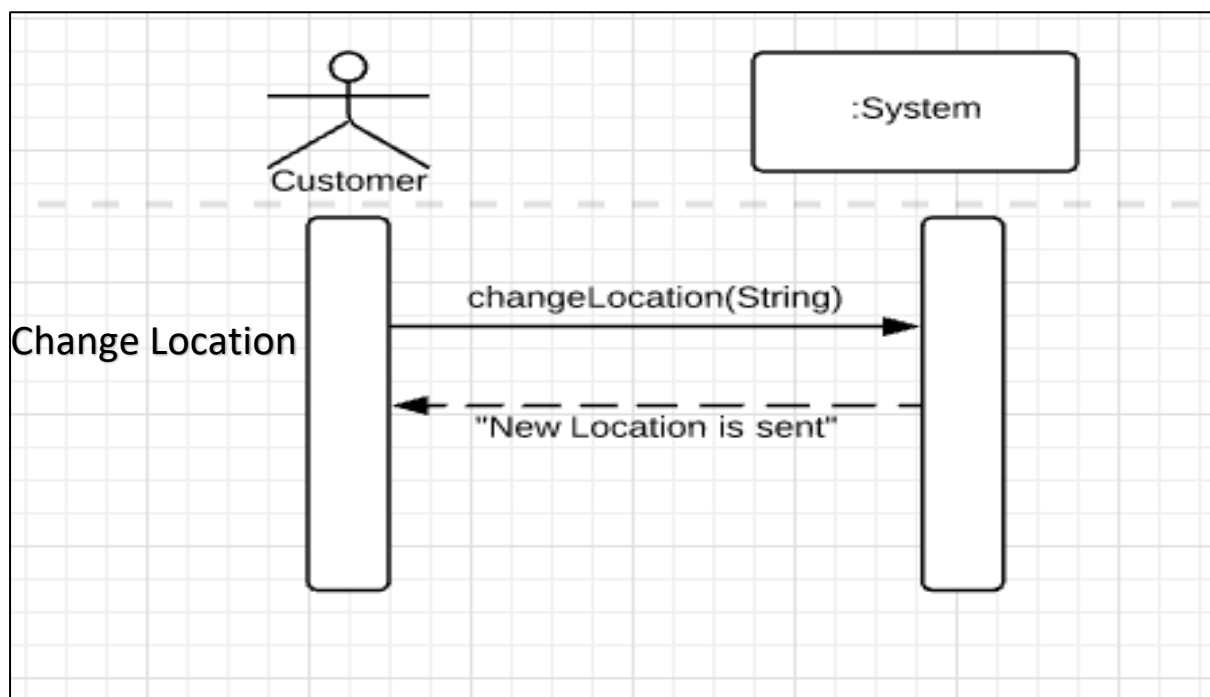 :System
Customer
changeLocation(String)
Change Location
"New Location is sent"